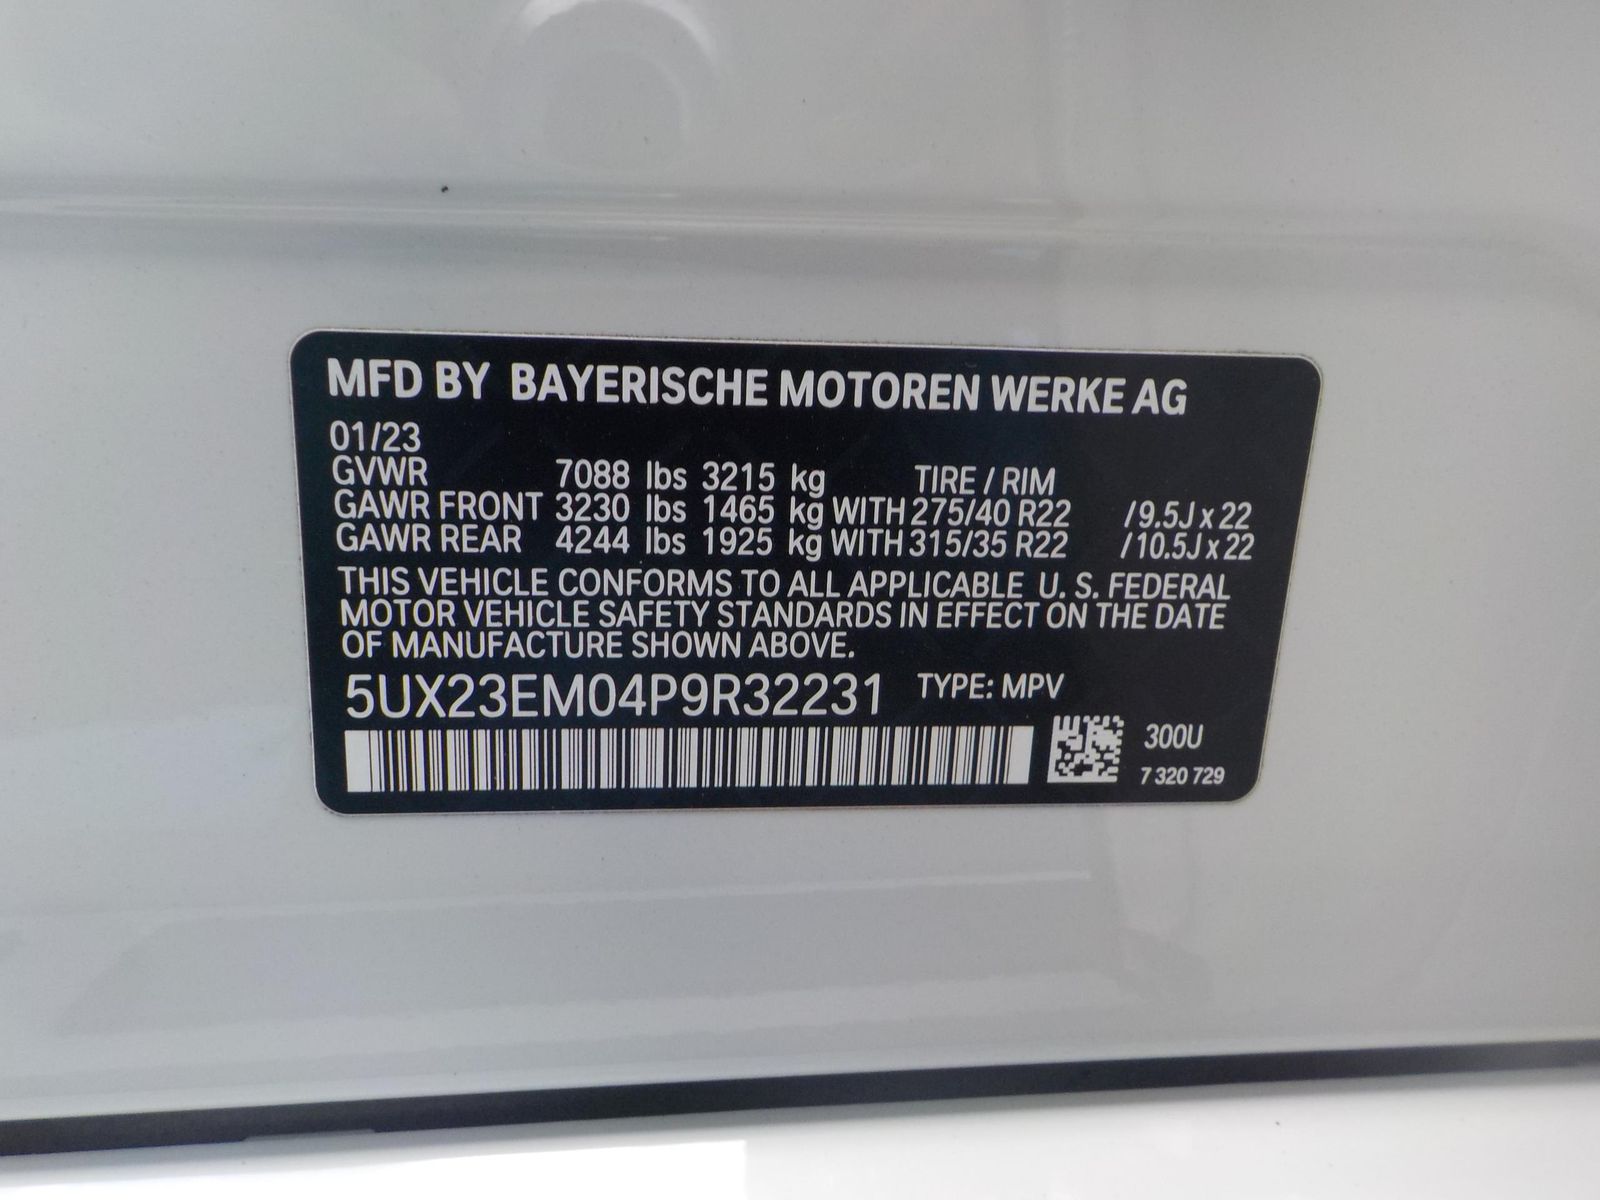 MFD BY BAYERISCHE MOTOREN WERKE AG
01/23
GVWR 7088 lbs 3215 kg TIRE / RIM
GAWR FRONT 3230 lbs 1465 kg WITH 275/40 R22 /9.5J x 22
GAWR REAR 4244 lbs 1925 kg WITH 315/35 R22 /10.5J x 22
THIS VEHICLE CONFORMS TO ALL APPLICABLE U. S. FEDERAL
MOTOR VEHICLE SAFETY STANDARDS IN EFFECT ON THE DATE
OF MANUFACTURE SHOWN ABOVE.
5UX23EM04P9R32231 TYPE: MPV
300U
7 320 729